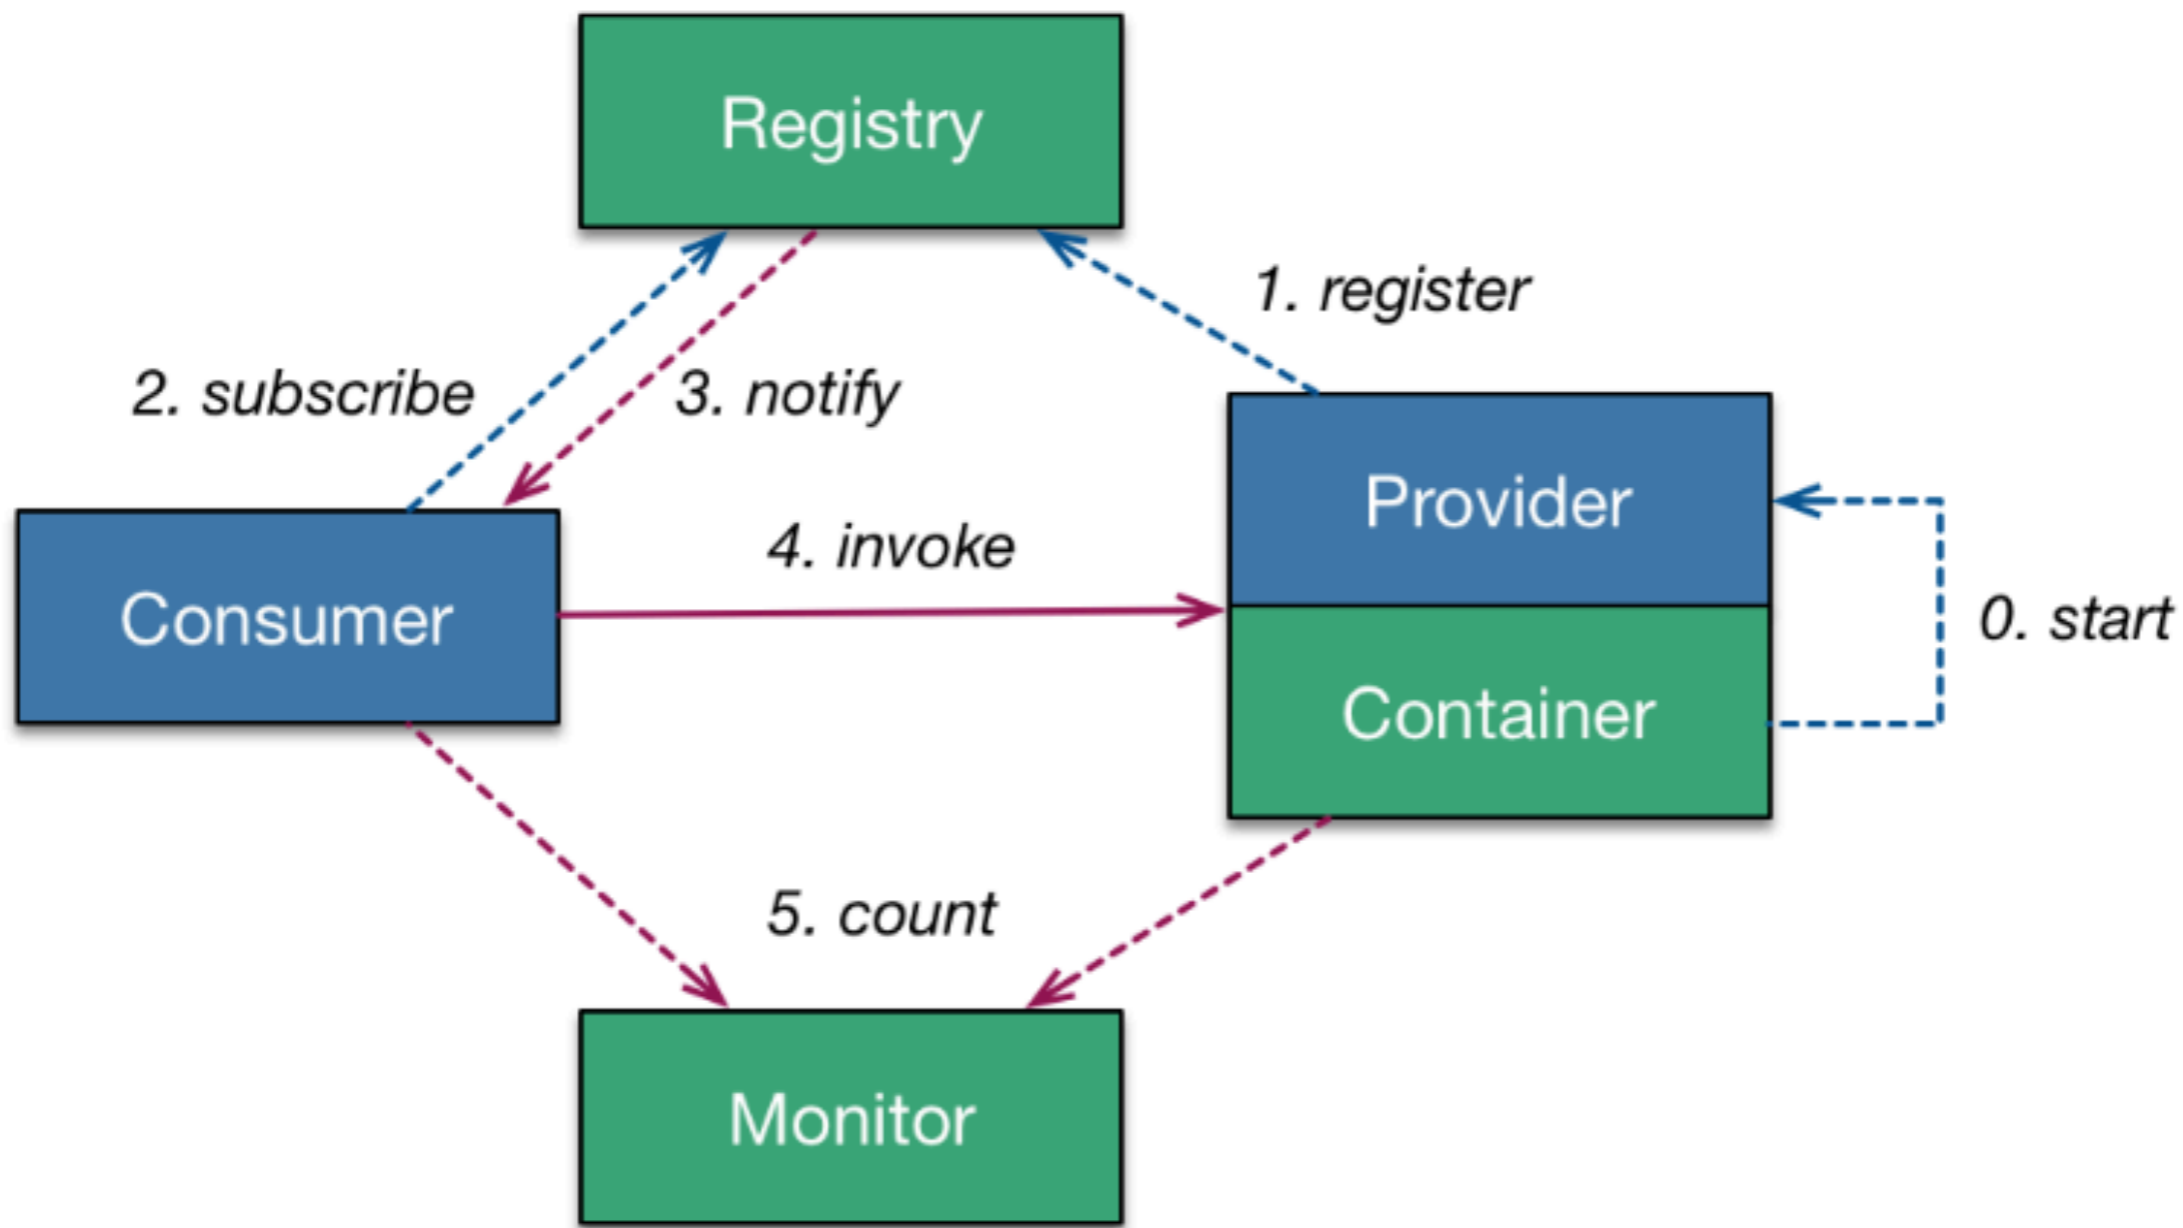 Registry
1. register
2. subscribe
3. notify
Provider
4. invoke
Consumer
0. start
Container
5. count
Monitor